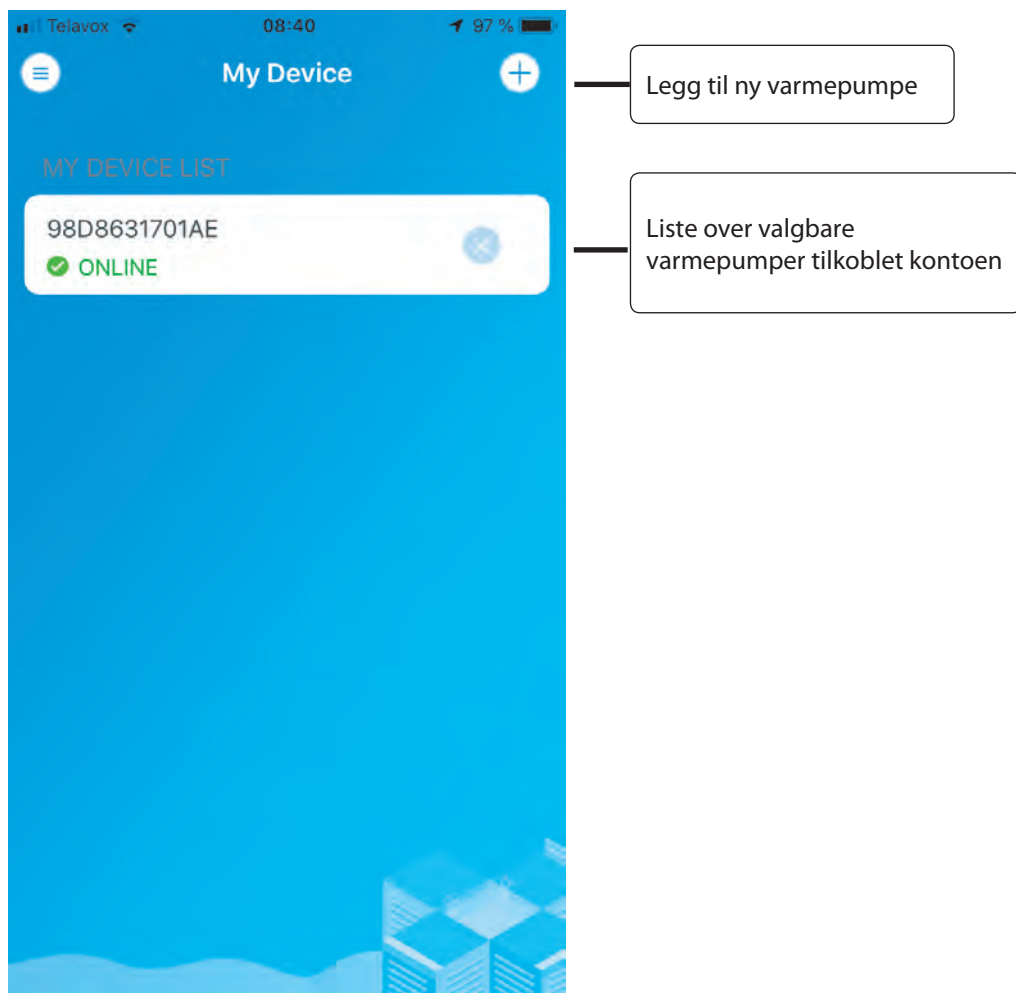 Telavox 08:40 97 %
My Device
Legg til ny varmepumpe
MY DEVICE LIST
98D8631701AE
ONLINE
Liste over valgbare
varmepumper tilkoblet kontoen